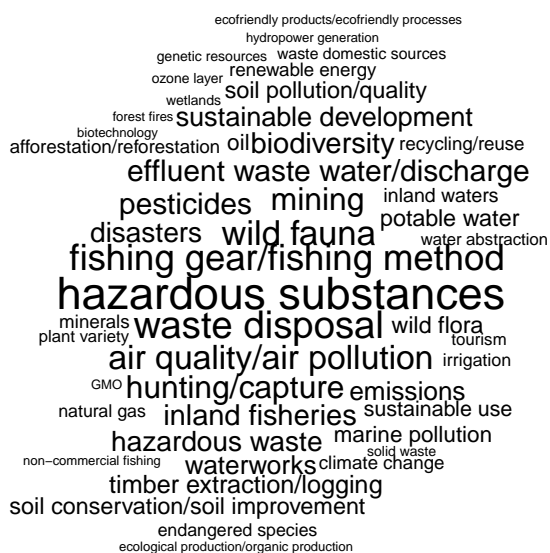 ecofriendly products/ecofriendly processes
hydropower generation
genetic resources waste domestic sources
ozone layer renewable energy
wetlands soil pollution/quality
forest fires sustainable development
biotechnology
afforestation/reforestation oil biodiversity recycling/reuse
effluent waste water/discharge
pesticides mining inland waters
disasters wild fauna potable water
water abstraction
fishing gear/fishing method
hazardous substances
minerals waste disposal wild flora
plant variety tourism
air quality/air pollution irrigation
GMO hunting/capture emissions
natural gas inland fisheries sustainable use
hazardous waste marine pollution
solid waste
non−commercial fishing waterworks climate change
timber extraction/logging
soil conservation/soil improvement
endangered species
ecological production/organic production